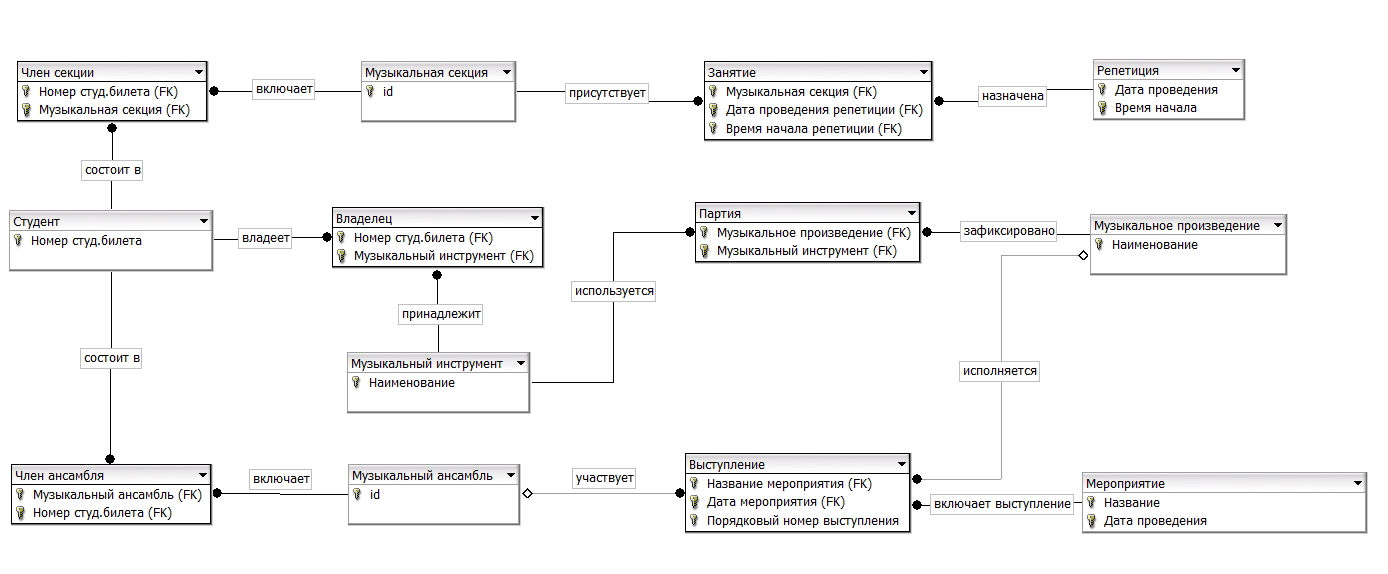 Член секции
Номер студ.билета (FK)
Музыкальная секция (FK)
включает
Музыкальная секция
id
присутствует
Занятие
Музыкальная секция (FK)
Дата проведения репетиции (FK)
Время начала репетиции (FK)
назначена
Репетиция
Дата проведения
Время начала
состоит в
Студент
Номер студ.билета
владеет
Владелец
Номер студ.билета (FK)
Музыкальный инструмент (FK)
Партия
Музыкальное произведение (FK)
Музыкальный инструмент (FK)
зафиксировано
Музыкальное произведение
Наименование
используется
принадлежит
состоит в
Музыкальный инструмент
Наименование
исполняется
Член ансамбля
Музыкальный ансамбль (FK)
Номер студ.билета (FK)
включает
Музыкальный ансамбль
id
участвует
Выступление
Название мероприятия (FK)
Дата мероприятия (FK)
Порядковый номер выступления
включает выступление
Мероприятие
Название
Дата проведения